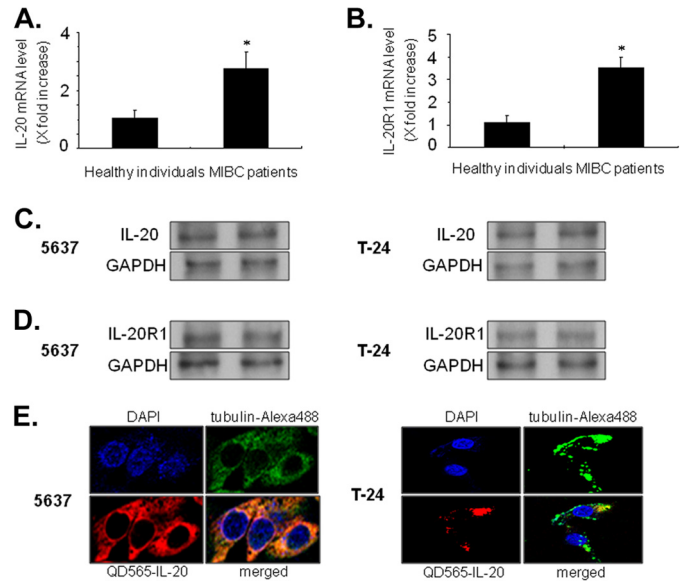 A.
IL-20 mRNA level
(X fold increase)
4
2
0
*
Healthy individuals MIBC patients
B.
IL-20R1 mRNA level
(X fold increase)
5
4
3
2
1
0
*
Healthy individuals MIBC patients
C.
5637
IL-20
GAPDH
T-24
IL-20
GAPDH
D.
5637
IL-20R1
GAPDH
T-24
IL-20R1
GAPDH
E.
DAPI tubulin-Alexa488
5637
QD565-IL-20 merged
DAPI tubulin-Alexa488
T-24
QD565-IL-20 merged